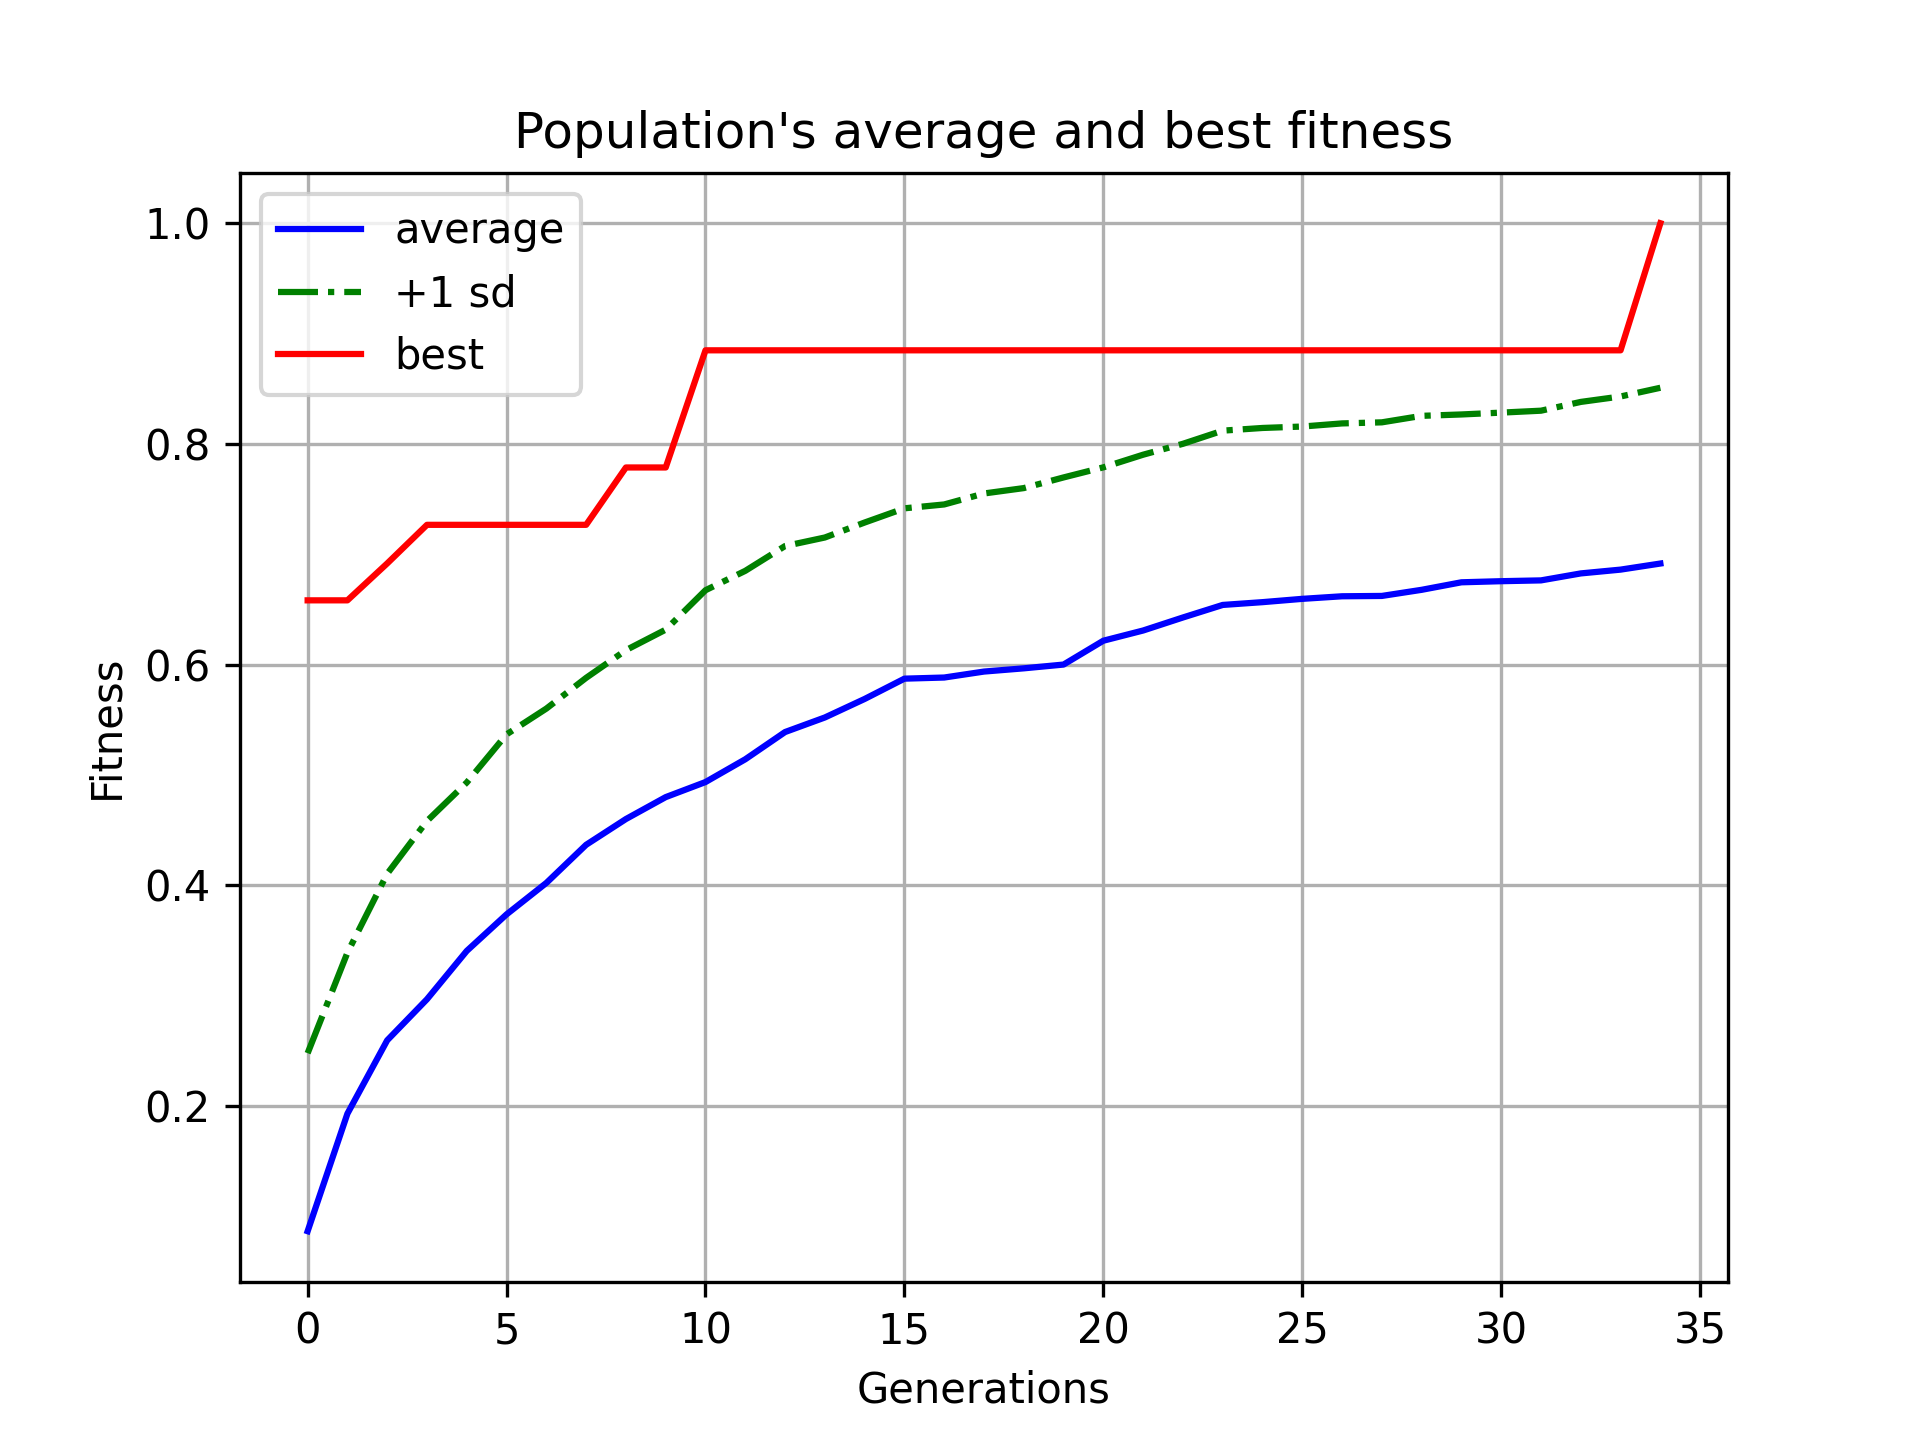 Population's average and best fitness
average
+1 sd
best
1.0
0.8
0.6
0.4
0.2
Fitness
0 5 10 15 20 25 30 35
Generations